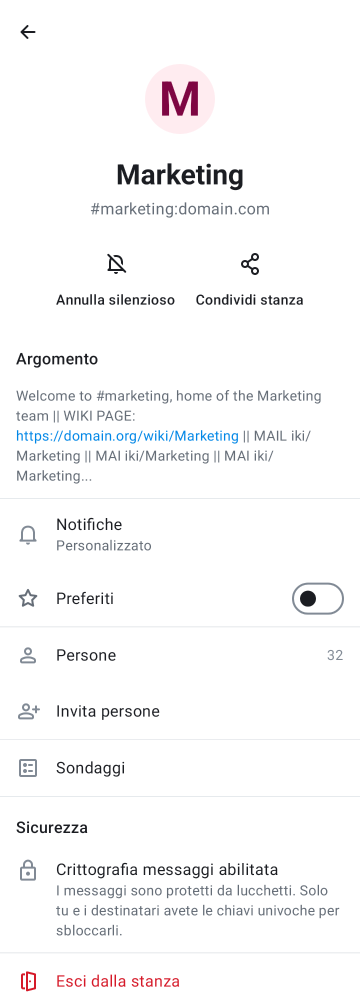 M
Marketing
#marketing:domain.com
Annulla silenzioso
Condividi stanza
Argomento
Welcome to #marketing, home of the Marketing
team || WIKI PAGE:
https://domain.org/wiki/Marketing || MAIL iki/
Marketing || MAI iki/Marketing || MAI iki/
Marketing...
Notifiche
Personalizzato
Preferiti
Persone 32
Invita persone
Sondaggi
Sicurezza
Crittografia messaggi abilitata
I messaggi sono protetti da lucchetti. Solo
tu e i destinatari avete le chiavi univoche per
sbloccarli.
Esci dalla stanza